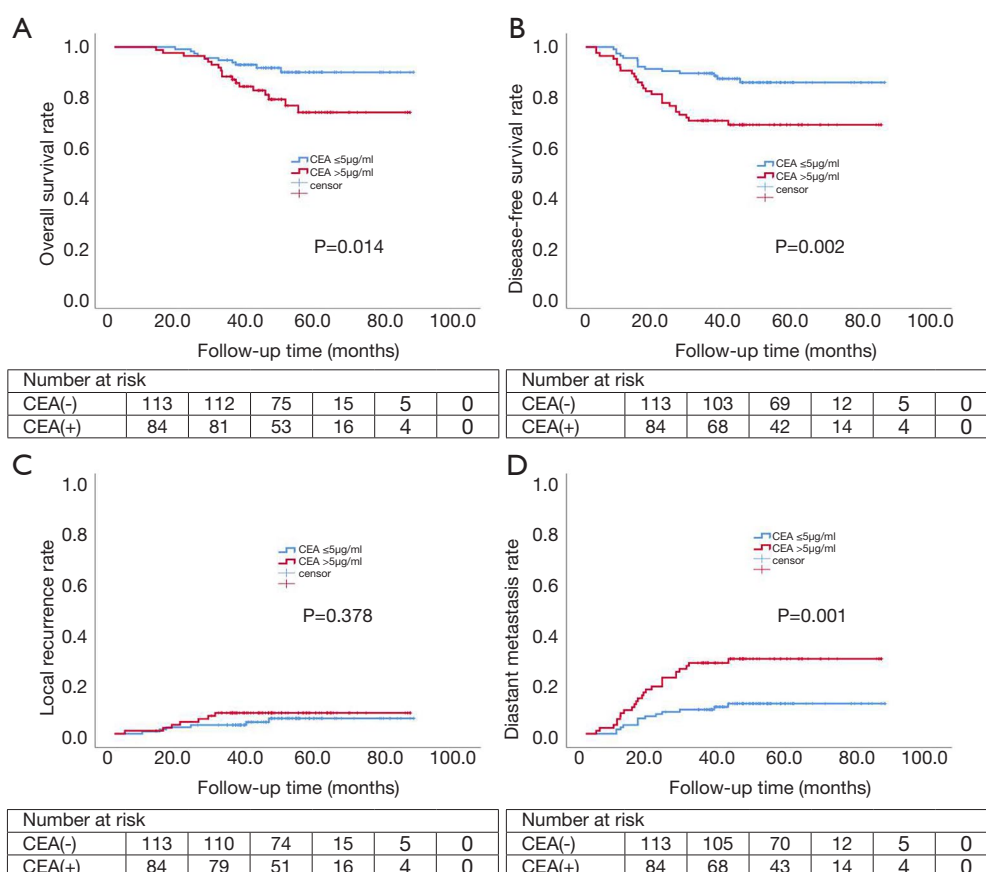 A
Overall survival rate
1.0
0.8
0.6
0.4
0.2
0.0
CEA ≤5μg/ml
CEA >5μg/ml
censor
P=0.014
0 20.0 40.0 60.0 80.0 100.0
Follow-up time (months)
Number at risk
CEA(-) 113 112 75 15 5 0
CEA(+) 84 81 53 16 4 0
B
Disease-free survival rate
1.0
0.8
0.6
0.4
0.2
0.0
CEA ≤5μg/ml
CEA >5μg/ml
censor
P=0.002
0 20.0 40.0 60.0 80.0 100.0
Follow-up time (months)
Number at risk
CEA(-) 113 103 69 12 5 0
CEA(+) 84 68 42 14 4 0
C
Local recurrence rate
1.0
0.8
0.6
0.4
0.2
0.0
CEA ≤5μg/ml
CEA >5μg/ml
censor
P=0.378
0 20.0 40.0 60.0 80.0 100.0
Follow-up time (months)
Number at risk
CEA(-) 113 110 74 15 5 0
CEA(+) 84 79 51 16 4 0
D
Diastant metastasis rate
1.0
0.8
0.6
0.4
0.2
0.0
CEA ≤5μg/ml
CEA >5μg/ml
censor
P=0.001
0 20.0 40.0 60.0 80.0 100.0
Follow-up time (months)
Number at risk
CEA(-) 113 105 70 12 5 0
CEA(+) 84 68 43 14 4 0